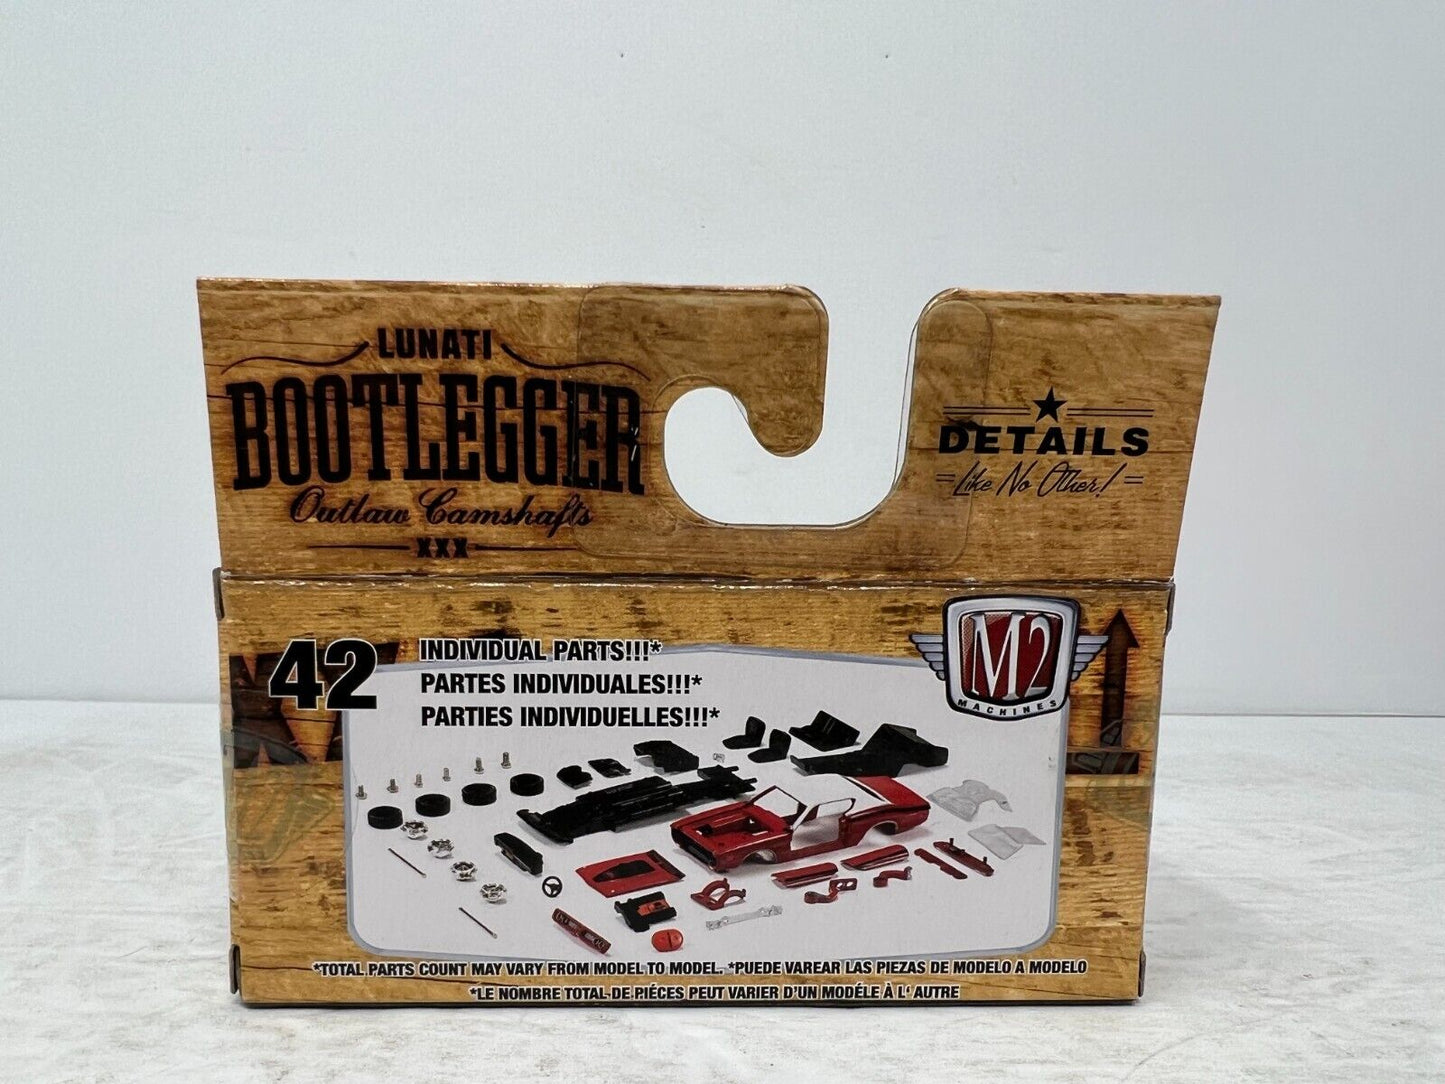 LUNATI
BOOTLEGGER
Outlaw Camshafts
XXX
DETAILS
Like No Other!
42
INDIVIDUAL PARTS!!!*
PARTES INDIVIDUALES!!!*
PARTIES INDIVIDUELLES!!!*
M2
MACHINES
*TOTAL PARTS COUNT MAY VARY FROM MODEL TO MODEL. *PUEDE VAREAR LAS PIEZAS DE MODELO A MODELO
*LE NOMBRE TOTAL DE PIÉCES PEUT VARIER D'UN MODÉLE À L' AUTRE